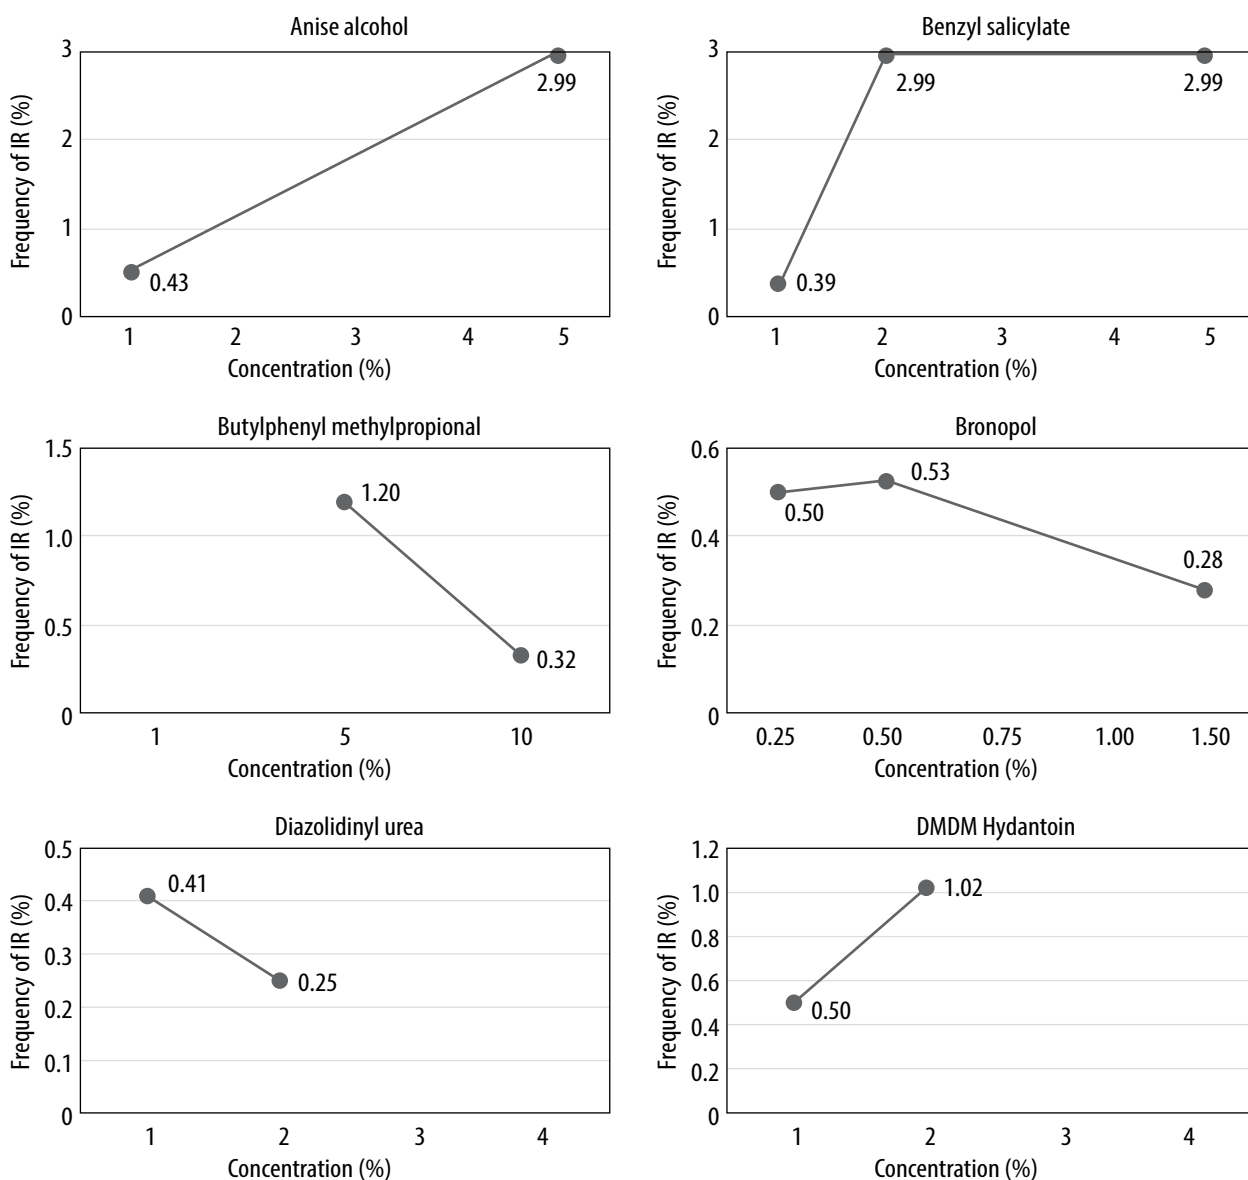 Anise alcohol
Frequency of IR (%)
3
2
1
0
2.99
0.43
1 2 3 4 5
Concentration (%)
Benzyl salicylate
Frequency of IR (%)
3
2
1
0
2.99 2.99
0.39
1 2 3 4 5
Concentration (%)
Butylphenyl methylpropional
Frequency of IR (%)
1.5
1.0
0.5
0
1.20
0.32
1 5 10
Concentration (%)
Bronopol
Frequency of IR (%)
0.6
0.4
0.2
0
0.50
0.53
0.28
0.25 0.50 0.75 1.00 1.50
Concentration (%)
Diazolidinyl urea
Frequency of IR (%)
0.5
0.4
0.3
0.2
0.1
0
0.41
0.25
1 2 3 4
Concentration (%)
DMDM Hydantoin
Frequency of IR (%)
1.2
1.0
0.8
0.6
0.4
0.2
0
1.02
0.50
1 2 3 4
Concentration (%)